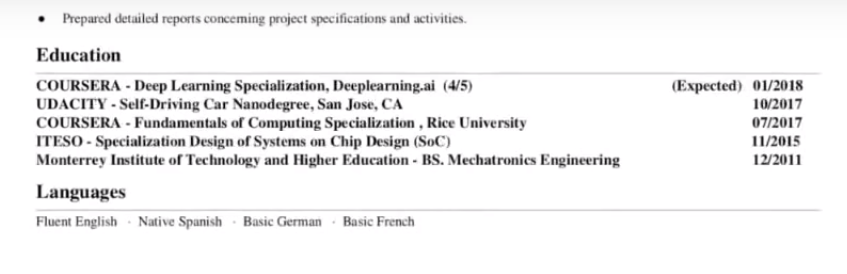 • Prepared detailed reports concerning project specifications and activities.
Education
COURSERA - Deep Learning Specialization, Deeplearning.ai (4/5) (Expected) 01/2018
UDACITY - Self-Driving Car Nanodegree, San Jose, CA 10/2017
COURSERA - Fundamentals of Computing Specialization , Rice University 07/2017
ITESO - Specialization Design of Systems on Chip Design (SoC) 11/2015
Monterrey Institute of Technology and Higher Education - BS. Mechatronics Engineering 12/2011
Languages
Fluent English · Native Spanish · Basic German · Basic French